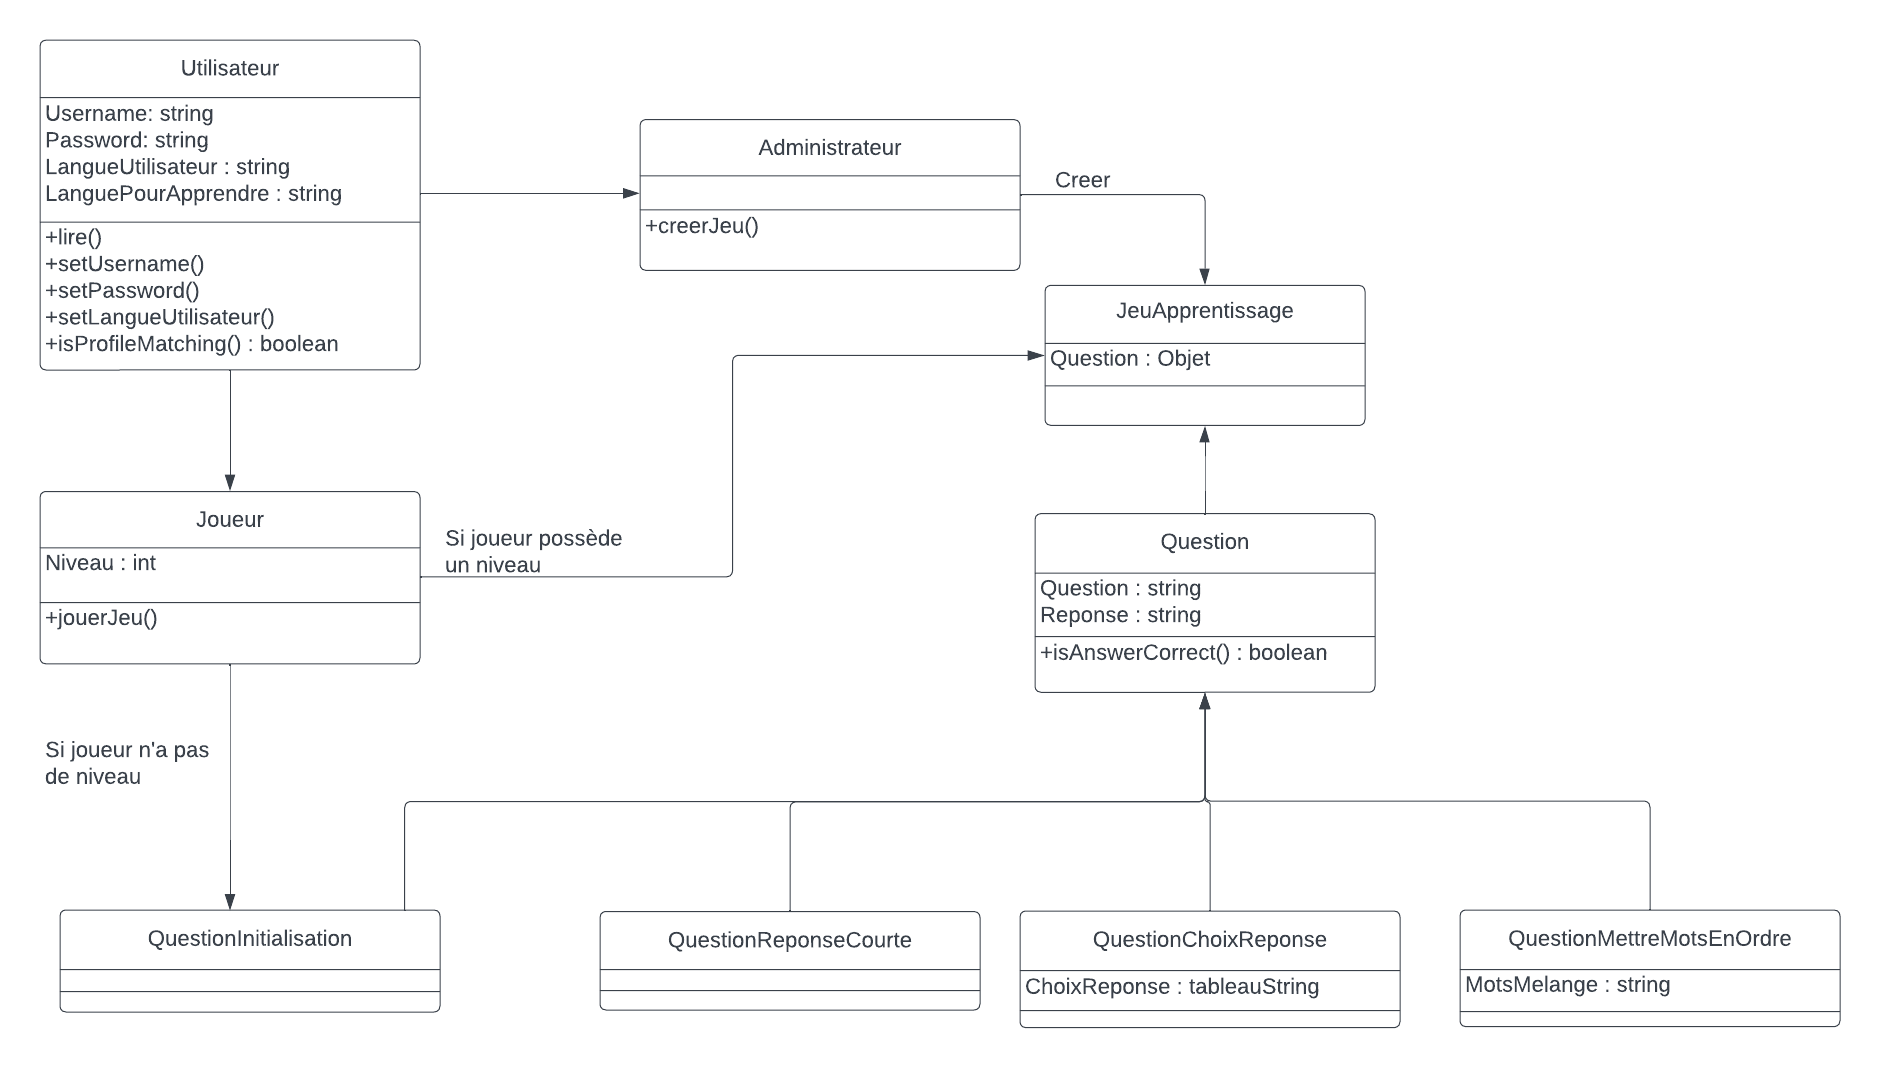 Utilisateur
Username: string
Password: string
LangueUtilisateur : string
LanguePourApprendre : string
+lire()
+setUsername()
+setPassword()
+setLangueUtilisateur()
+isProfileMatching() : boolean
Administrateur
+creerJeu()
Creer
JeuApprentissage
Question : Objet
Joueur
Niveau : int
+jouerJeu()
Si joueur possède
un niveau
Question
Question : string
Reponse : string
+isAnswerCorrect() : boolean
Si joueur n'a pas
de niveau
QuestionInitialisation
QuestionReponseCourte
QuestionChoixReponse
ChoixReponse : tableauString
QuestionMettreMotsEnOrdre
MotsMelange : string